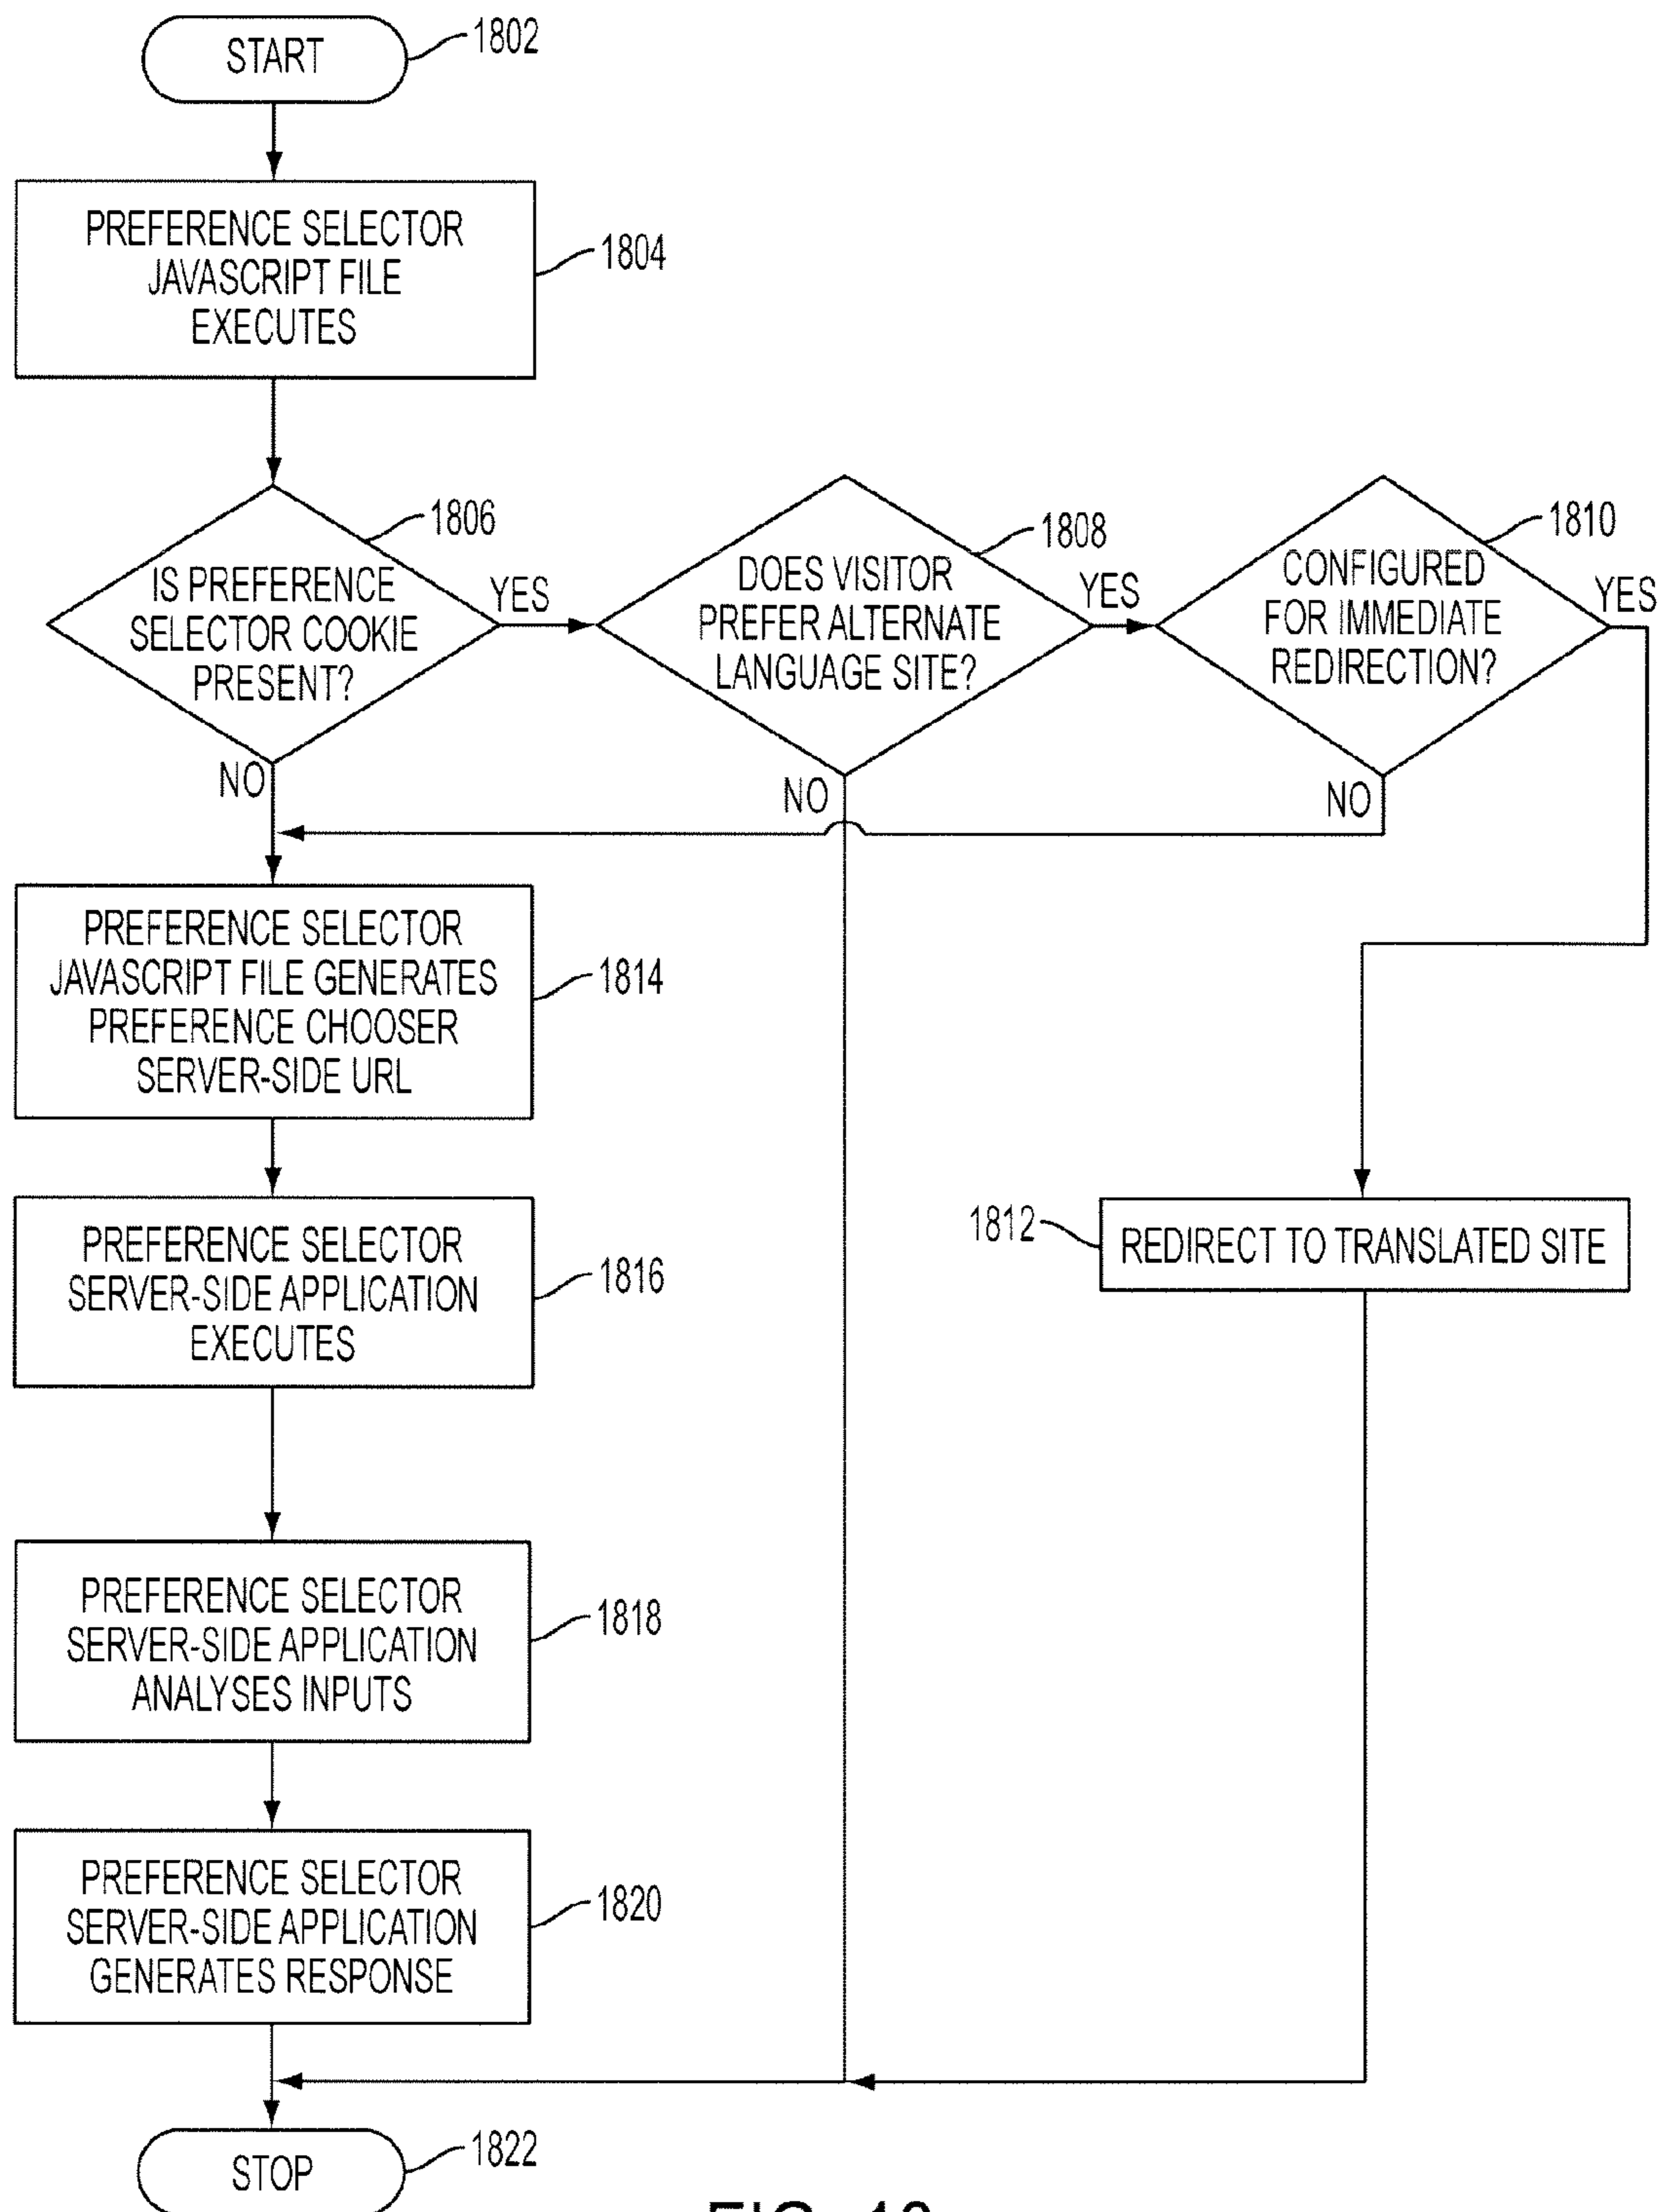 START
1802
PREFERENCE SELECTOR
JAVASCRIPT FILE
EXECUTES
1804
IS PREFERENCE
SELECTOR COOKIE
PRESENT?
1806
YES
NO
DOES VISITOR
PREFER ALTERNATE
LANGUAGE SITE?
1808
YES
NO
CONFIGURED
FOR IMMEDIATE
REDIRECTION?
1810
YES
NO
PREFERENCE SELECTOR
JAVASCRIPT FILE GENERATES
PREFERENCE CHOOSER
SERVER-SIDE URL
1814
PREFERENCE SELECTOR
SERVER-SIDE APPLICATION
EXECUTES
1816
1812
REDIRECT TO TRANSLATED SITE
PREFERENCE SELECTOR
SERVER-SIDE APPLICATION
ANALYSES INPUTS
1818
PREFERENCE SELECTOR
SERVER-SIDE APPLICATION
GENERATES RESPONSE
1820
STOP
1822
FIG.